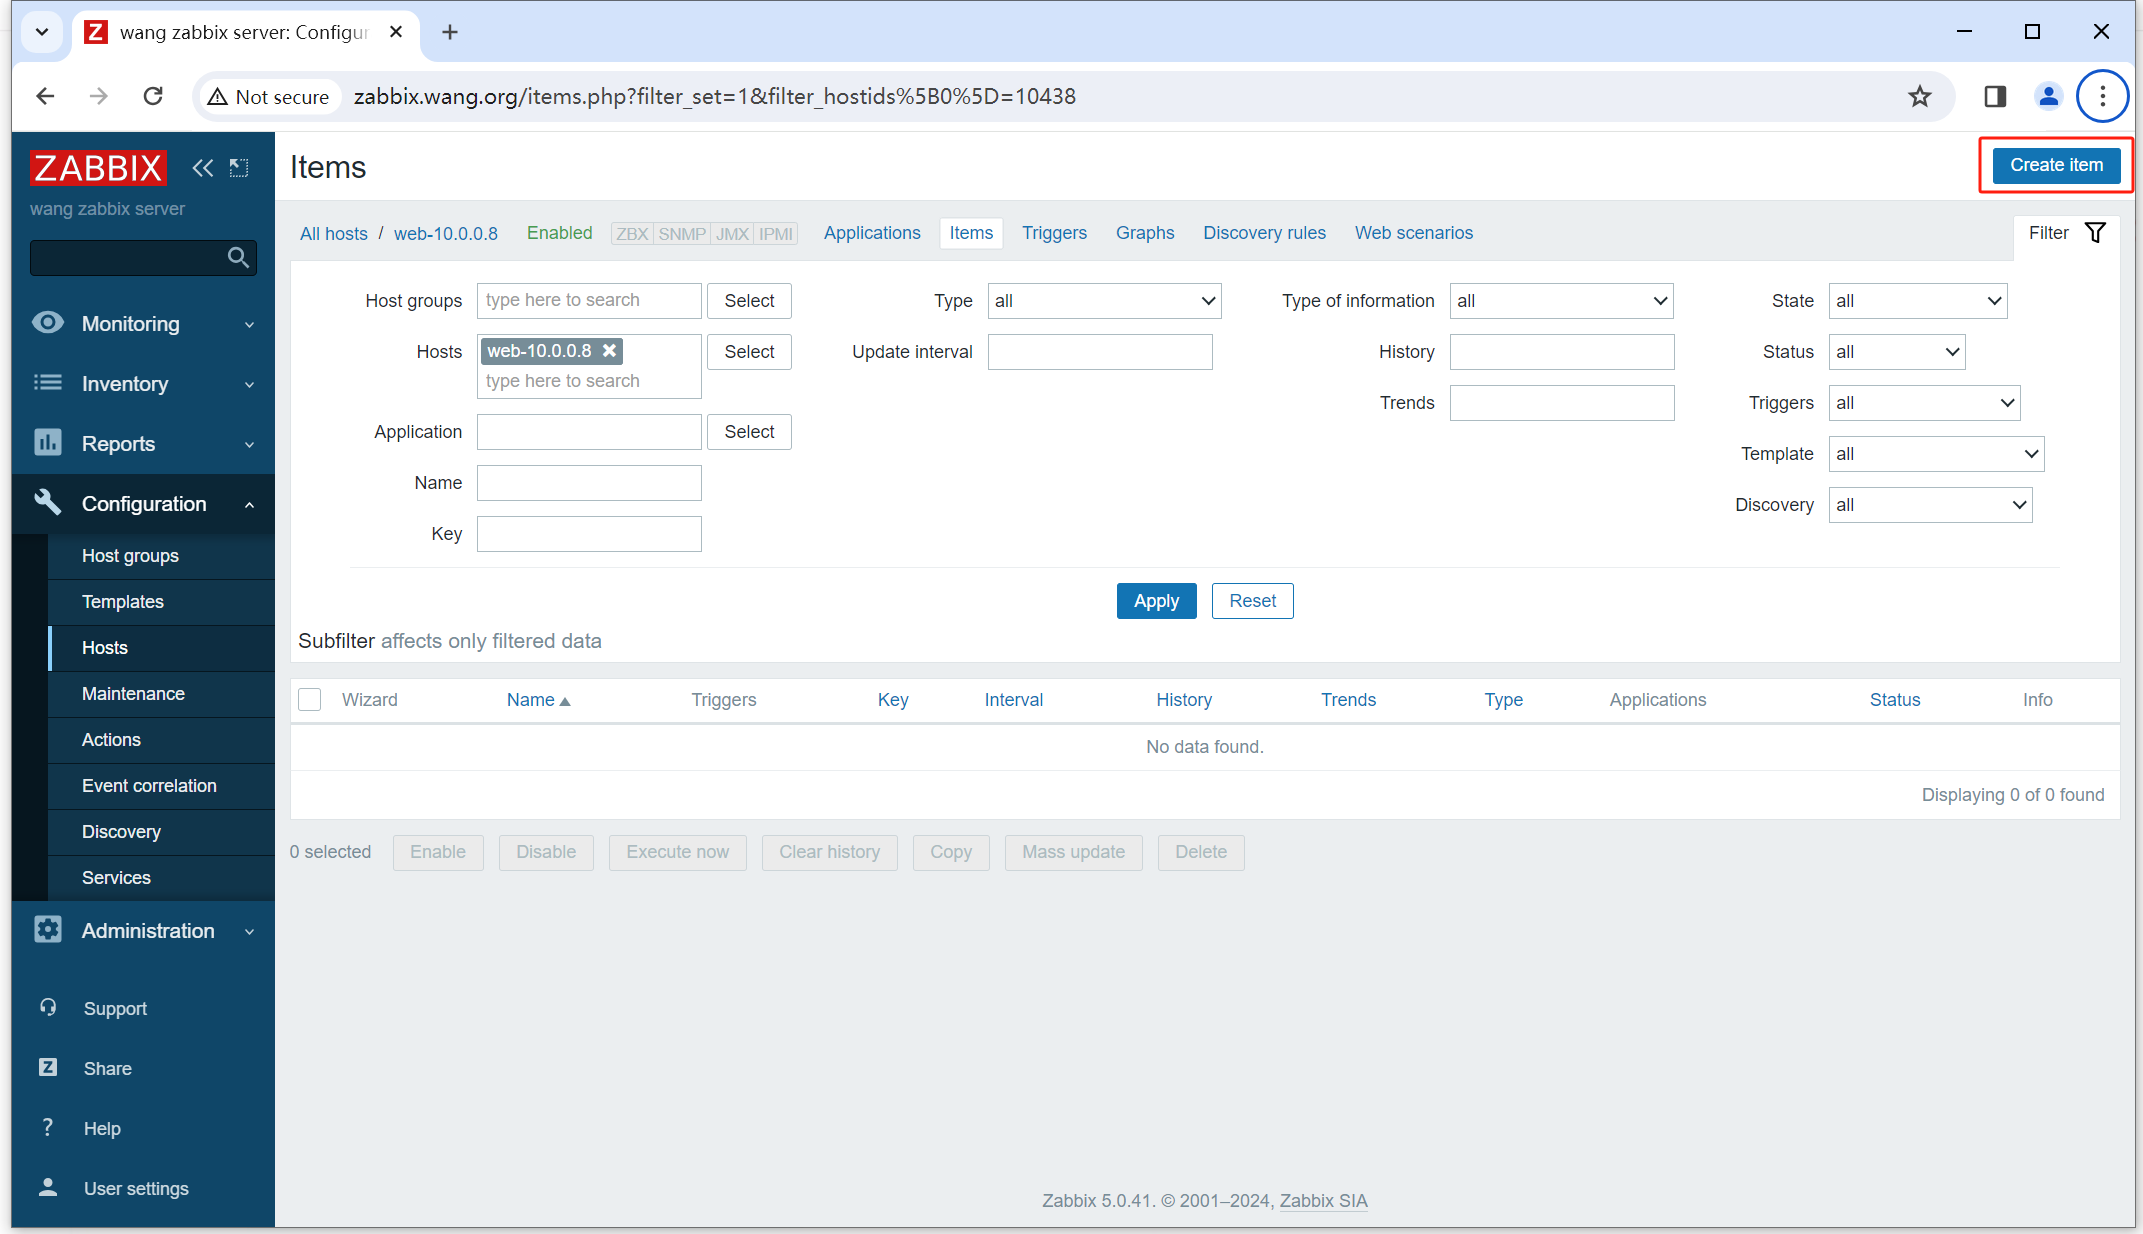 wang zabbix server: Configur
Not secure
zabbix.wang.org/items.php?filter_set=1&filter_hostids%5B0%5D=10438
ZABBIX
wang zabbix server
Monitoring
Inventory
Reports
Configuration
Host groups
Templates
Hosts
Maintenance
Actions
Event correlation
Discovery
Services
Administration
Support
Share
Help
User settings
Items
Create item
All hosts / web-10.0.0.8 Enabled ZBX SNMP JMX IPMI Applications Items Triggers Graphs Discovery rules Web scenarios Filter
Host groups type here to search Select Type all Type of information all State all
Hosts web-10.0.0.8 Select Update interval History Status all
type here to search
Trends Triggers all
Application Select
Template all
Name
Discovery all
Key
Apply Reset
Subfilter affects only filtered data
Wizard Name Triggers Key Interval History Trends Type Applications Status Info
No data found.
Displaying 0 of 0 found
0 selected Enable Disable Execute now Clear history Copy Mass update Delete
Zabbix 5.0.41. © 2001–2024, Zabbix SIA